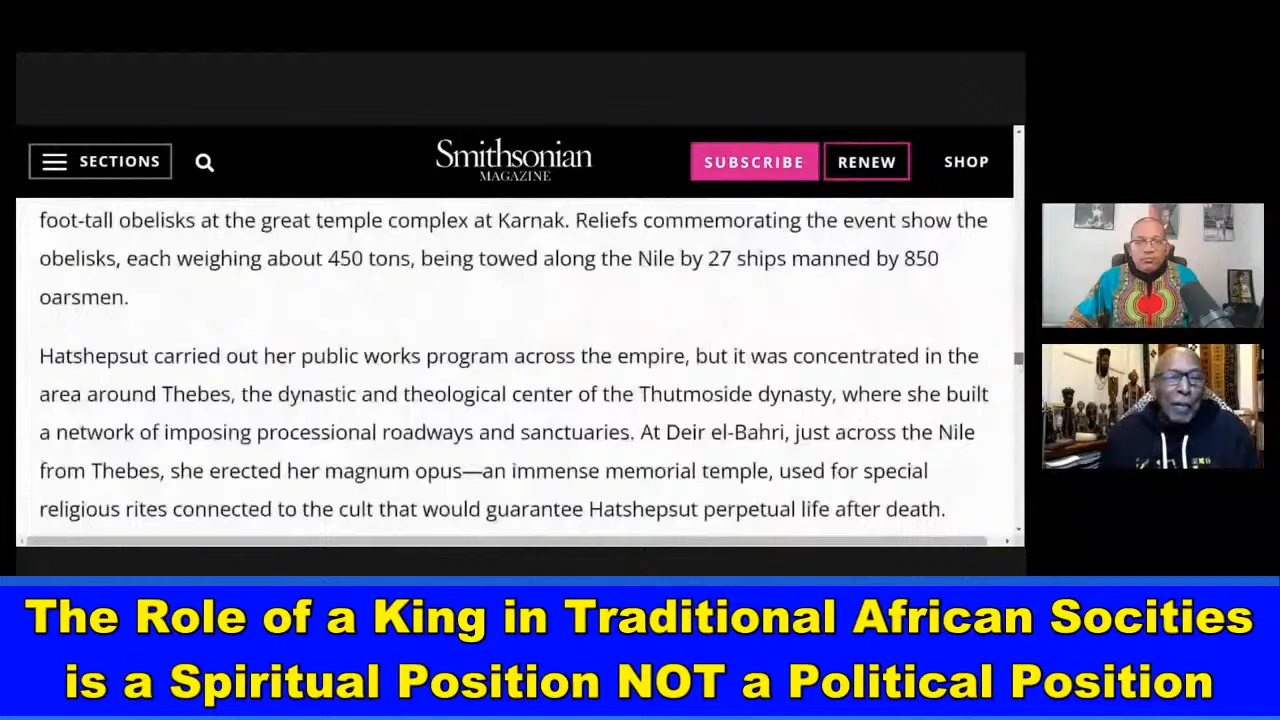 SECTIONS
Smithsonian
MAGAZINE
SUBSCRIBE
RENEW
SHOP
foot-tall obelisks at the great temple complex at Karnak. Reliefs commemorating the event show the
obelisks, each weighing about 450 tons, being towed along the Nile by 27 ships manned by 850
oarsmen.
Hatshepsut carried out her public works program across the empire, but it was concentrated in the
area around Thebes, the dynastic and theological center of the Thutmoside dynasty, where she built
a network of imposing processional roadways and sanctuaries. At Deir el-Bahri, just across the Nile
from Thebes, she erected her magnum opus—an immense memorial temple, used for special
religious rites connected to the cult that would guarantee Hatshepsut perpetual life after death.
The Role of a King in Traditional African Socities
is a Spiritual Position NOT a Political Position